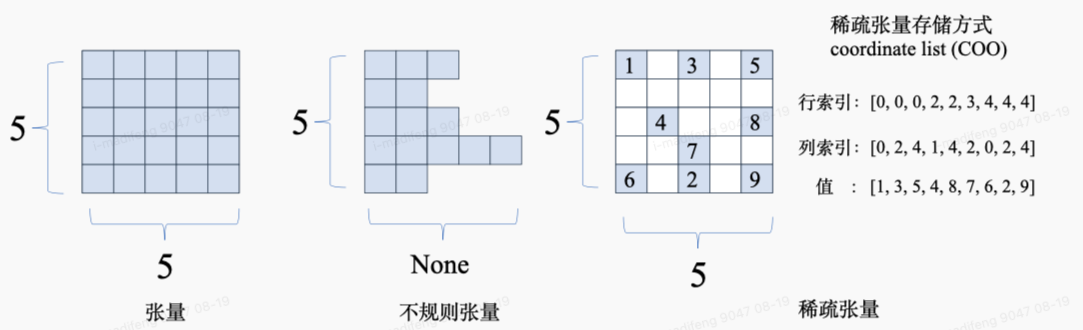 稀疏张量存储方式
coordinate list (COO)
5
5
张量
5
None
不规则张量
5
1 3 5
4 8
7
6 2 9
5
稀疏张量
行索引: [0, 0, 0, 2, 2, 3, 4, 4, 4]
列索引: [0, 2, 4, 1, 4, 2, 0, 2, 4]
值 : [1, 3, 5, 4, 8, 7, 6, 2, 9]
i-madifeng 9047 08-19